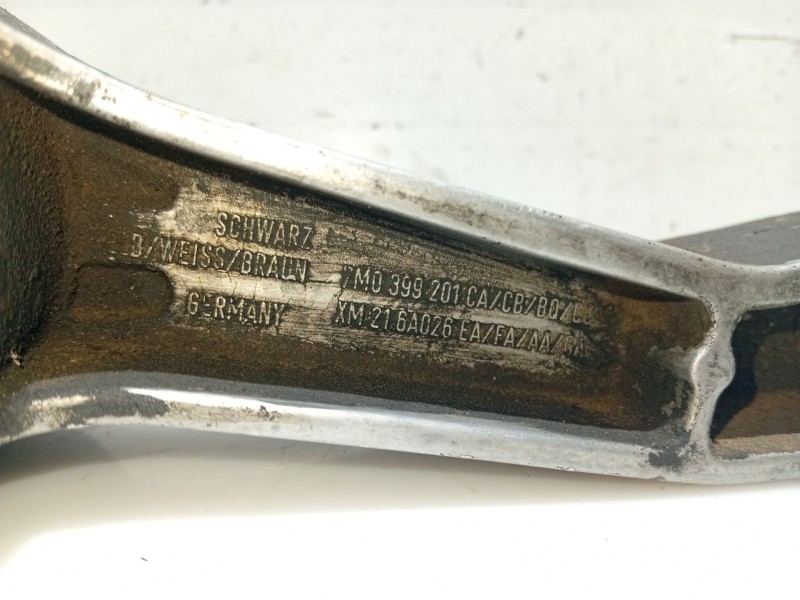 SCHWARZ
B/WEISS/BRAUN 7M0 399 201 CA/CB/BQ/
GERMANY XM 21 6A026 EA/FA/AA/